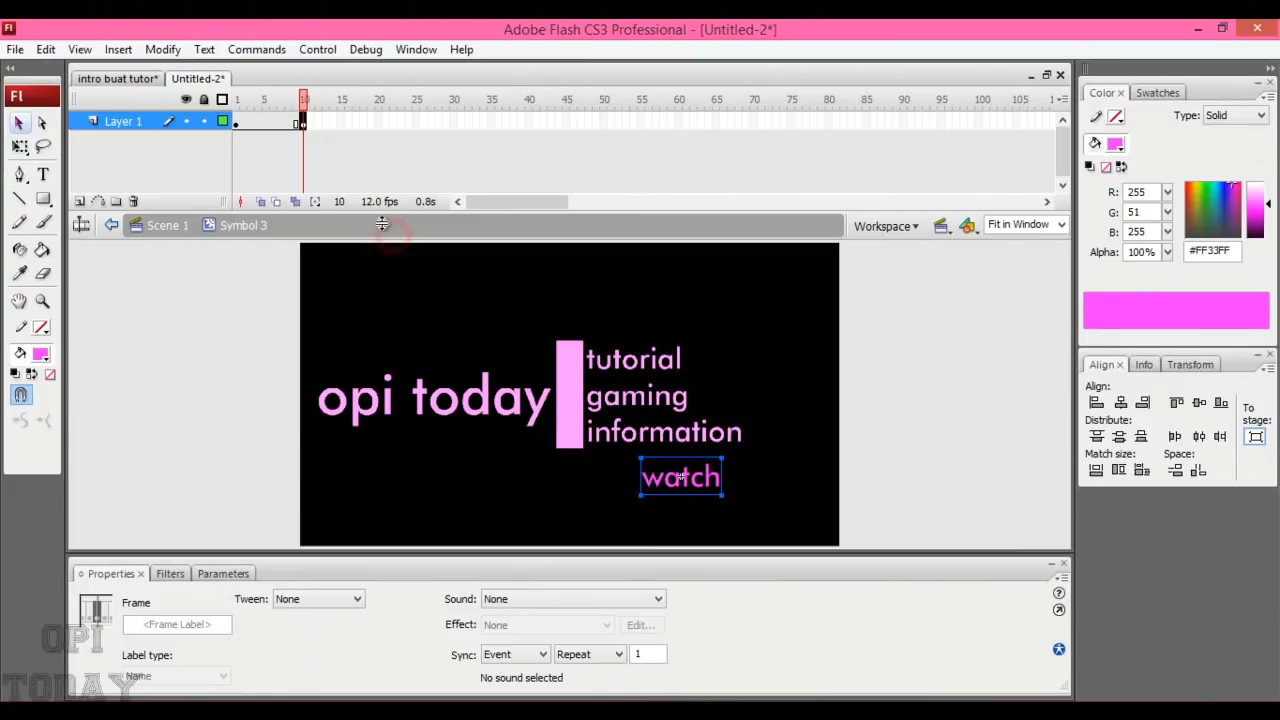 Fl
Adobe Flash CS3 Professional - [Untitled-2*]
File Edit View Insert Modify Text Commands Control Debug Window Help
intro buat tutor* Untitled-2*
Fl
1 5 10 15 20 25 30 35 40 45 50 55 60 65 70 75 80 85 90 95 100 105
Layer 1
10 12.0 fps 0.8s
Scene 1 Symbol 3
Workspace
Fit in Window
Color Swatches
Type: Solid
R: 255
G: 51
B: 255
Alpha: 100%
#FF33FF
Align Info Transform
Align:
To stage:
Distribute:
Match size: Space:
opi today
tutorial
gaming
information
watch
Properties Filters Parameters
Frame
<Frame Label>
Label type:
Name
Tween: None
Sound: None
Effect: None Edit...
Sync: Event Repeat 1
No sound selected
OPI
TODAY